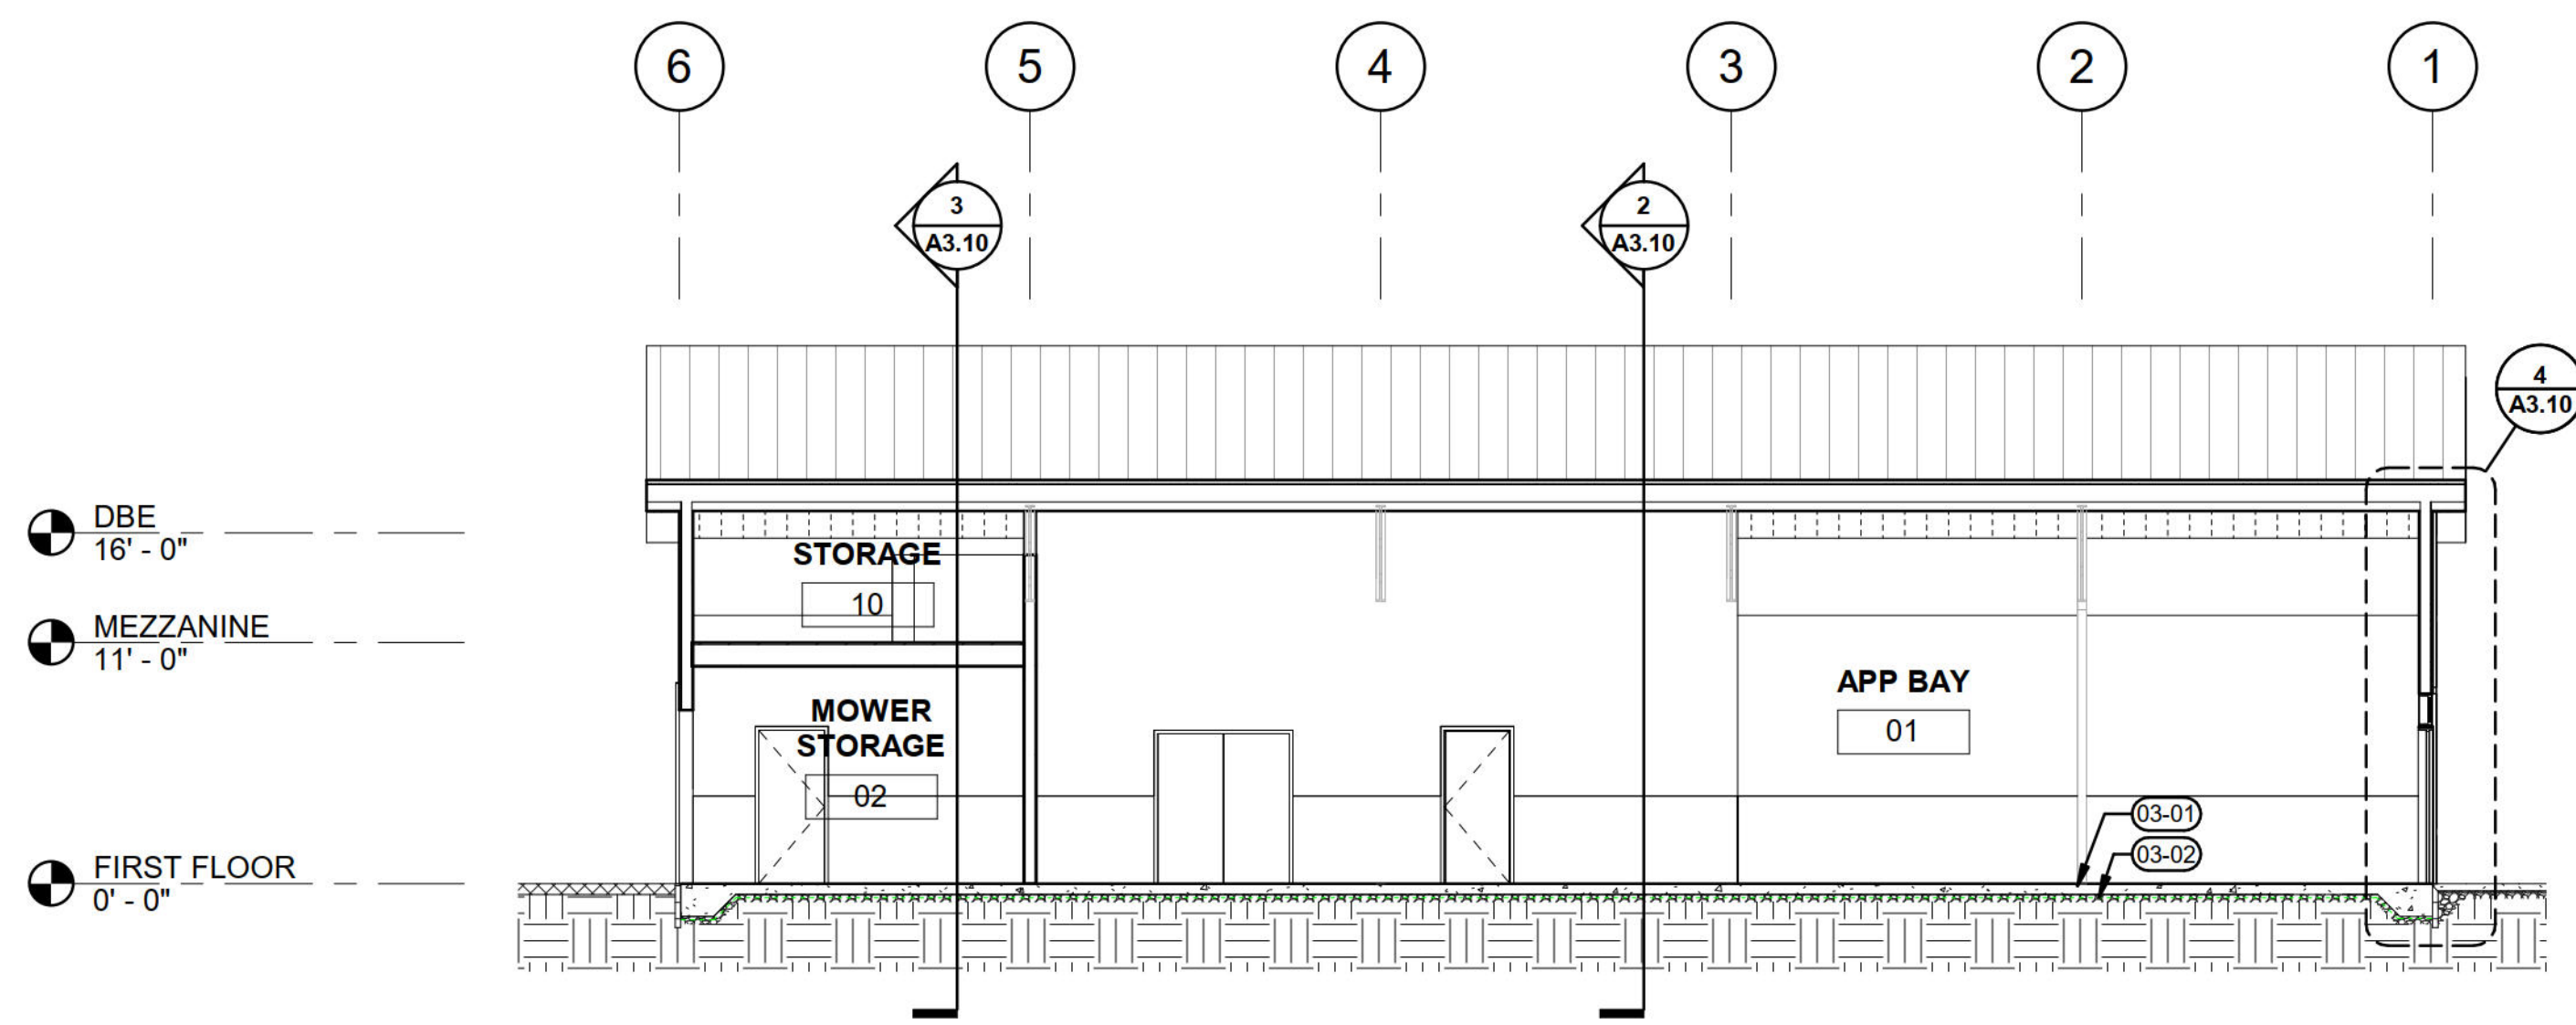 6
5
4
3
2
1
3
A3.10
2
A3.10
4
A3.10
DBE
16' - 0"
STORAGE
10
MEZZANINE
11' - 0"
APP BAY
01
MOWER
STORAGE
02
03-01
03-02
FIRST FLOOR
0' - 0"